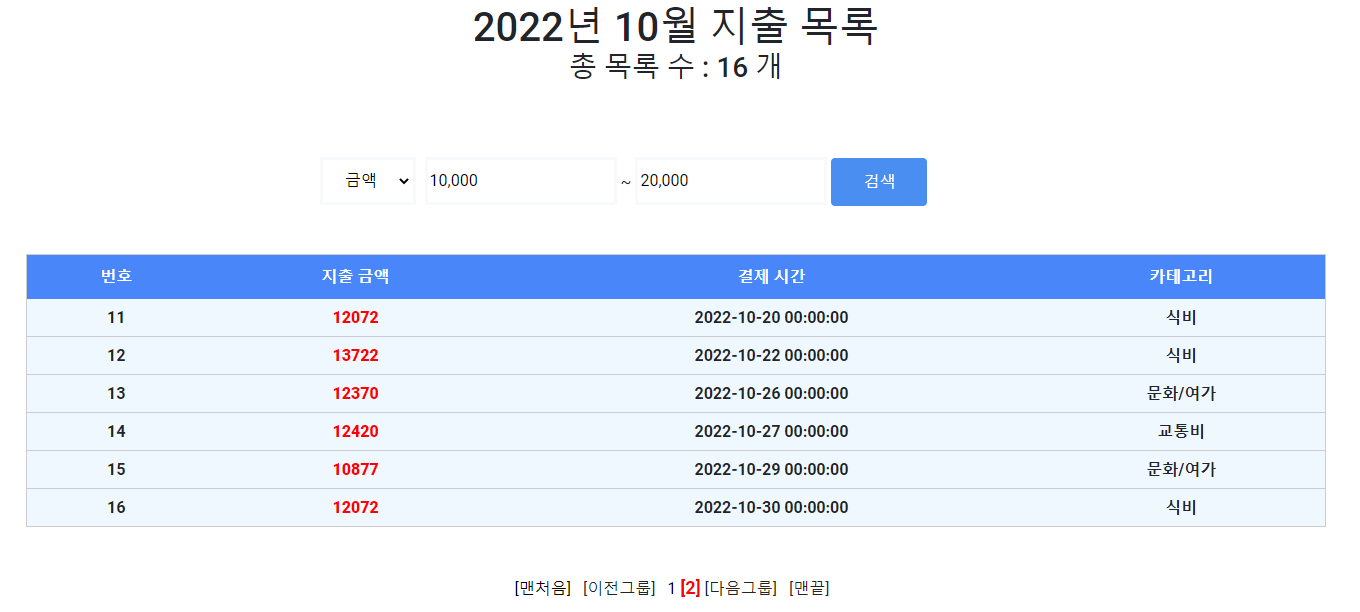 2022년 10월 지출 목록
총 목록 수 : 16 개
금액 10,000 ~ 20,000 검색
번호 지출 금액 결제 시간 카테고리
11 12072 2022-10-20 00:00:00 식비
12 13722 2022-10-22 00:00:00 식비
13 12370 2022-10-26 00:00:00 문화/여가
14 12420 2022-10-27 00:00:00 교통비
15 10877 2022-10-29 00:00:00 문화/여가
16 12072 2022-10-30 00:00:00 식비
[맨처음] [이전그룹] 1 [2] [다음그룹] [맨끝]